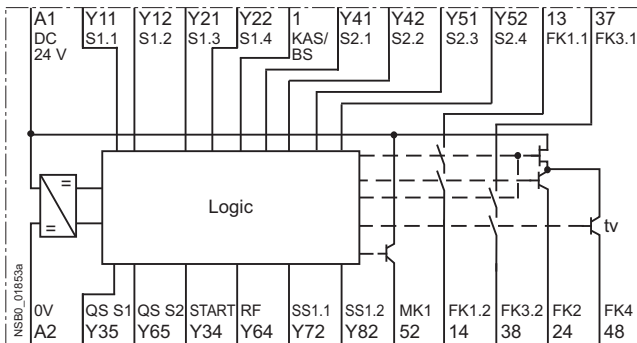 A1 Y11 Y12 Y21 Y22 1 Y41 Y42 Y51 Y52 13 37
DC S1.1 S1.2 S1.3 S1.4 KAS/ S2.1 S2.2 S2.3 S2.4 FK1.1 FK3.1
24 V BS
= Logic
= tv
NSB0_01853a
0V QS S1 QS S2 START RF SS1.1 SS1.2 MK1 FK1.2 FK3.2 FK2 FK4
A2 Y35 Y65 Y34 Y64 Y72 Y82 52 14 38 24 48